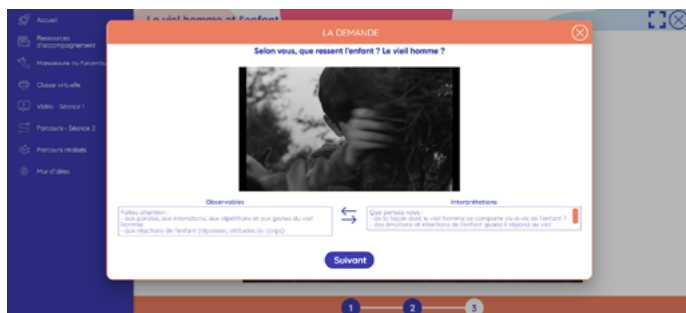 Accueil
Ressources
d'accompagnement
Manoeuvre du Funambule
Classe virtuelle
Vidéo - Séance 1
Parcours - Séance 2
Parcours réalisés
Mur d'idées
Le vieil homme et l'enfant
LA DEMANDE
Selon vous, que ressent l'enfant ? Le vieil homme ?
Observables
Faites attention :
- aux paroles, aux intonations, aux répétitions et aux gestes du vieil
homme
- aux réactions de l'enfant (réponses, attitudes du corps)
Interprétations
Que pensez-vous :
- de la façon dont le vieil homme se comporte vis-à-vis de l'enfant ?
- des émotions et intentions de l'enfant quand il répond au vieil
Suivant
1
2
3